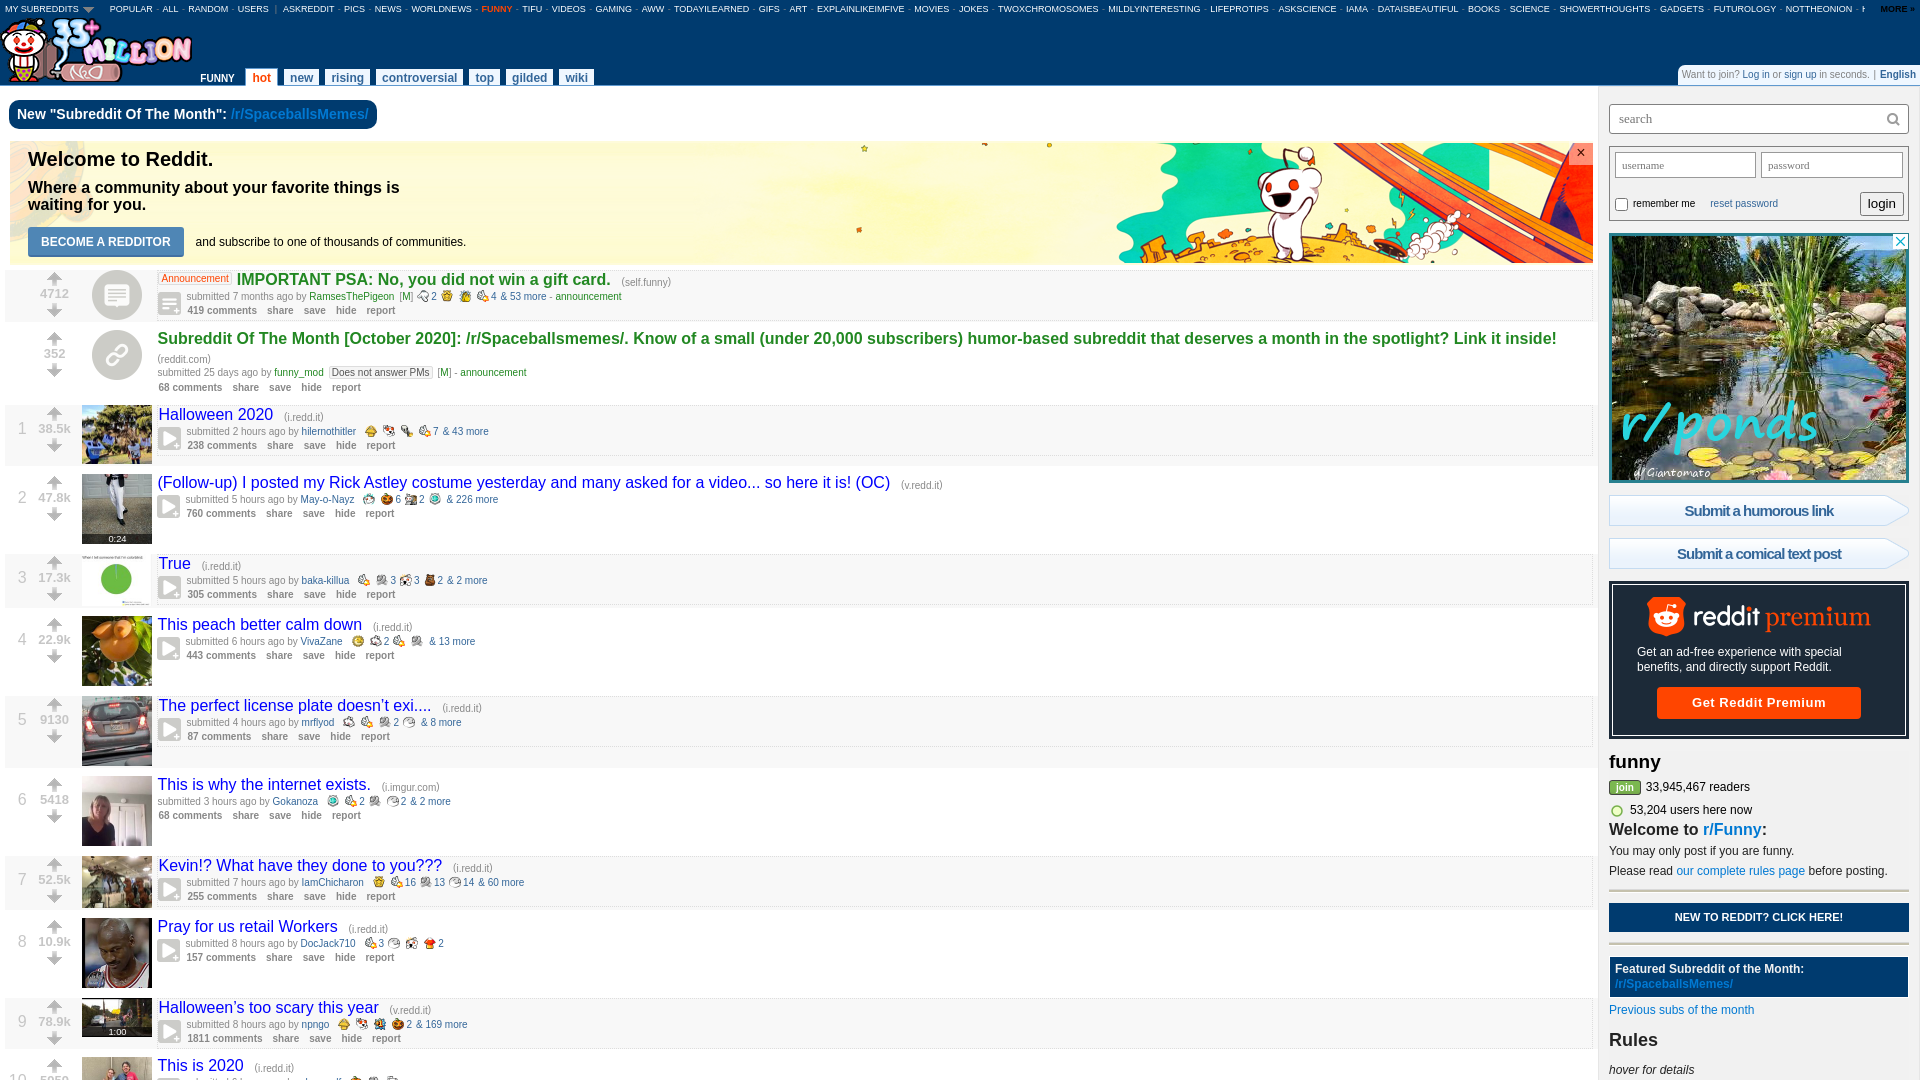 MY SUBREDDITS POPULAR - ALL - RANDOM - USERS | ASKREDDIT - PICS - NEWS - WORLDNEWS - FUNNY - TIFU - VIDEOS - GAMING - AWW - TODAYILEARNED - GIFS - ART - EXPLAINLIKEIMFIVE - MOVIES - JOKES - TWOXCHROMOSOMES - MILDLYINTERESTING - LIFEPROTIPS - ASKSCIENCE - IAMA - DATAISBEAUTIFUL - BOOKS - SCIENCE - SHOWERTHOUGHTS - GADGETS - FUTUROLOGY - NOTTHEONION - MORE »
33+ MILLION
FUNNY hot new rising controversial top gilded wiki
Want to join? Log in or sign up in seconds. | English
New "Subreddit Of The Month": /r/SpaceballsMemes/
Welcome to Reddit.
Where a community about your favorite things is
waiting for you.
BECOME A REDDITOR and subscribe to one of thousands of communities.
×
4712
Announcement IMPORTANT PSA: No, you did not win a gift card. (self.funny)
submitted 7 months ago by RamsesThePigeon [M] 2 4 & 53 more - announcement
419 comments share save hide report
352
Subreddit Of The Month [October 2020]: /r/Spaceballsmemes/. Know of a small (under 20,000 subscribers) humor-based subreddit that deserves a month in the spotlight? Link it inside!
(reddit.com)
submitted 25 days ago by funny_mod Does not answer PMs [M] - announcement
68 comments share save hide report
1 38.5k
Halloween 2020 (i.redd.it)
submitted 2 hours ago by hilemothitler 7 & 43 more
238 comments share save hide report
2 47.8k
0:24
(Follow-up) I posted my Rick Astley costume yesterday and many asked for a video... so here it is! (OC) (v.redd.it)
submitted 5 hours ago by May-o-Nayz 6 2 & 226 more
760 comments share save hide report
3 17.3k
True (i.redd.it)
submitted 5 hours ago by baka-killua 3 3 2 & 2 more
305 comments share save hide report
4 22.9k
This peach better calm down (i.redd.it)
submitted 6 hours ago by VivaZane 2 & 13 more
443 comments share save hide report
5 9130
The perfect license plate doesn’t exi.... (i.redd.it)
submitted 4 hours ago by mrflyod 2 & 8 more
87 comments share save hide report
6 5418
This is why the internet exists. (i.imgur.com)
submitted 3 hours ago by Gokanoza 2 2 & 2 more
68 comments share save hide report
7 52.5k
Kevin!? What have they done to you??? (i.redd.it)
submitted 7 hours ago by IamChicharon 16 13 14 & 60 more
255 comments share save hide report
8 10.9k
Pray for us retail Workers (i.redd.it)
submitted 8 hours ago by DocJack710 3 2
157 comments share save hide report
9 78.9k
1:00
Halloween’s too scary this year (v.redd.it)
submitted 8 hours ago by npngo 2 & 169 more
1811 comments share save hide report
This is 2020 (i.redd.it)
search
username password
remember me reset password login
r/ponds
u/Giantomato
Submit a humorous link
Submit a comical text post
reddit premium
Get an ad-free experience with special
benefits, and directly support Reddit.
Get Reddit Premium
funny
join 33,945,467 readers
53,204 users here now
Welcome to r/Funny:
You may only post if you are funny.
Please read our complete rules page before posting.
NEW TO REDDIT? CLICK HERE!
Featured Subreddit of the Month:
/r/SpaceballsMemes/
Previous subs of the month
Rules
hover for details